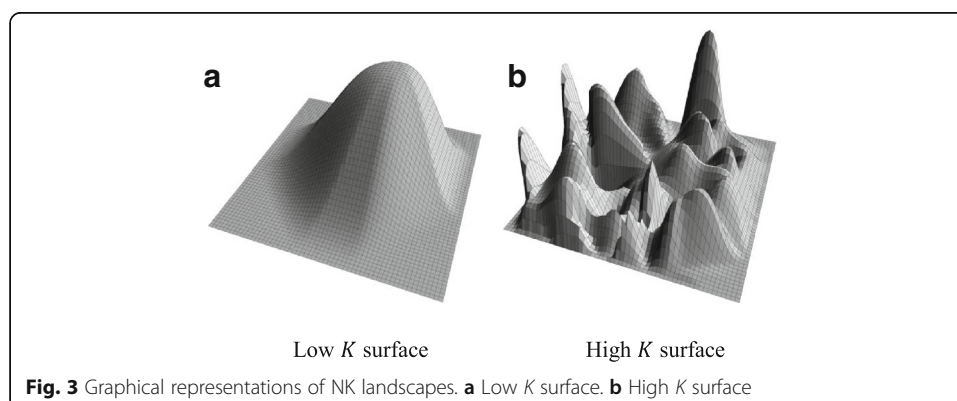 a
b
Low K surface
High K surface
Fig. 3 Graphical representations of NK landscapes. a Low K surface. b High K surface